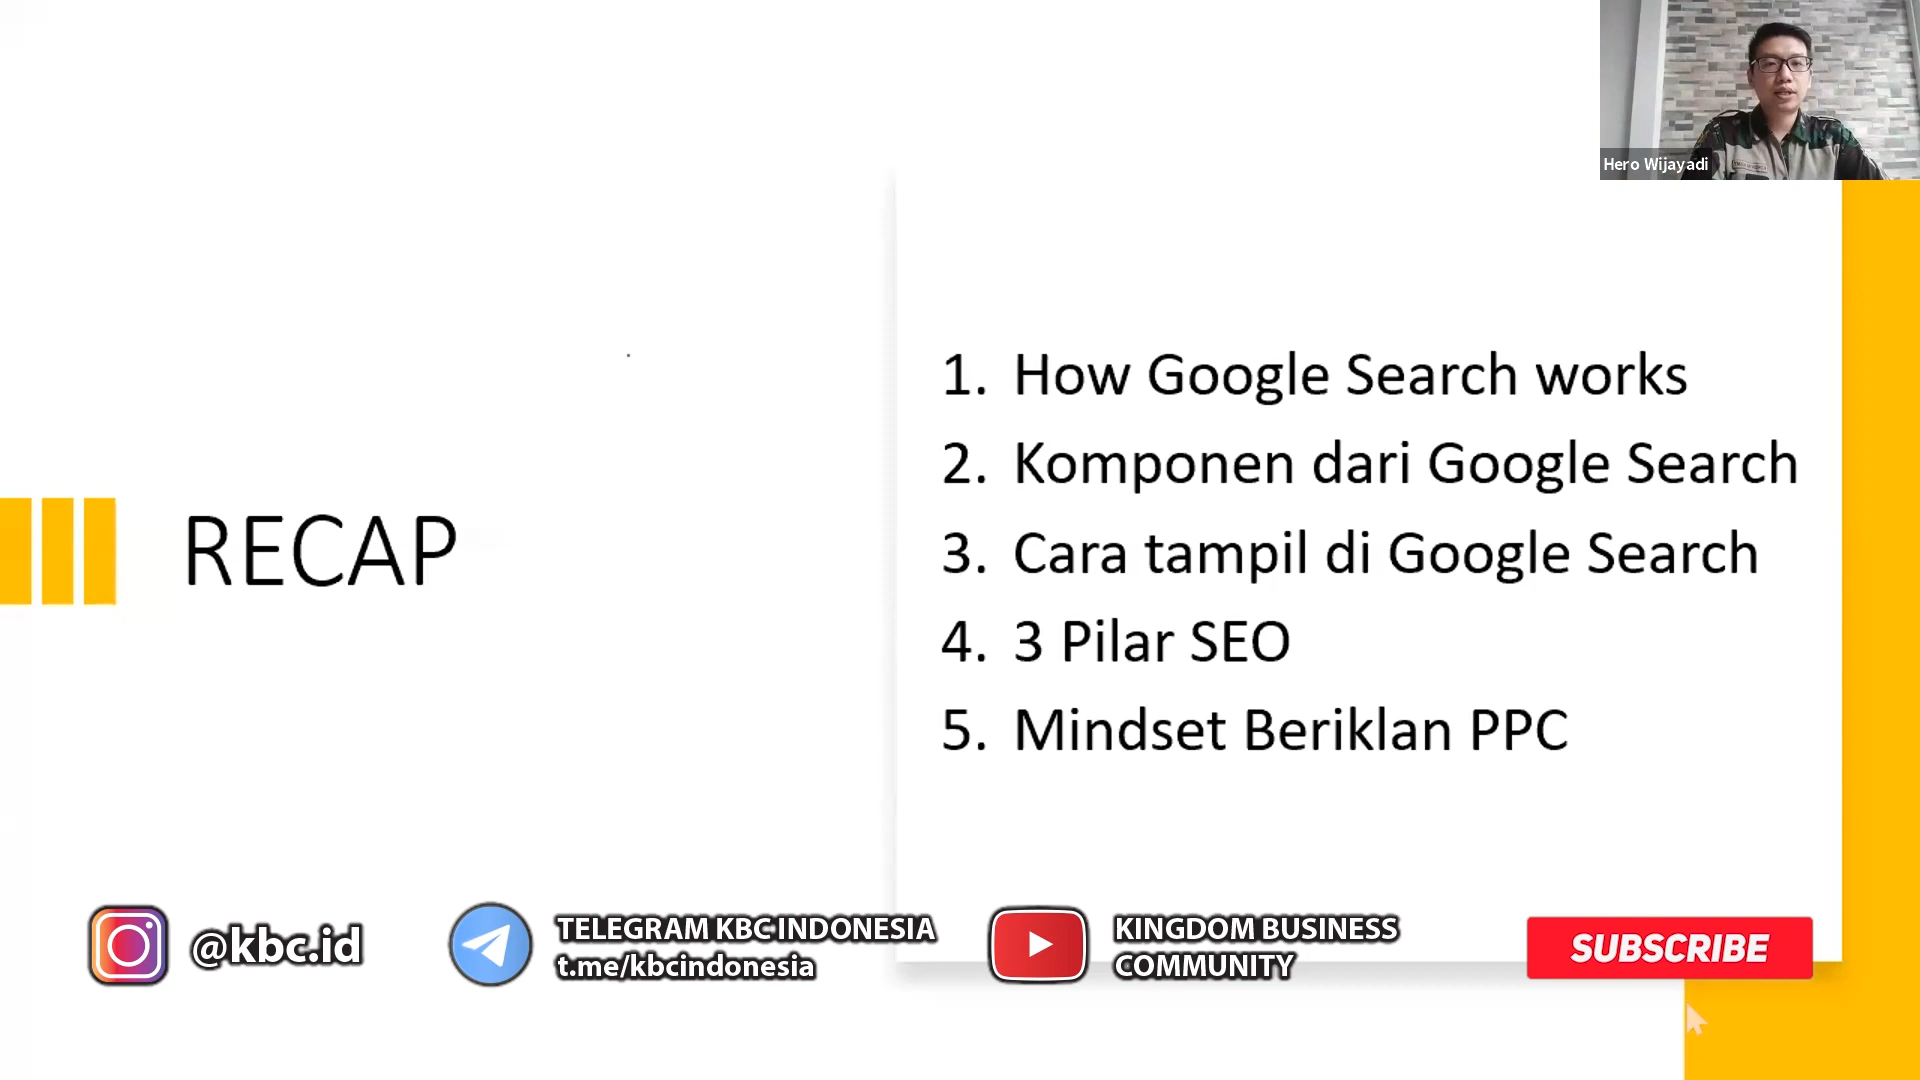 Hero Wijayadi
RECAP
1. How Google Search works
2. Komponen dari Google Search
3. Cara tampil di Google Search
4. 3 Pilar SEO
5. Mindset Beriklan PPC
@kbc.id
TELEGRAM KBC INDONESIA
t.me/kbcindonesia
KINGDOM BUSINESS
COMMUNITY
SUBSCRIBE